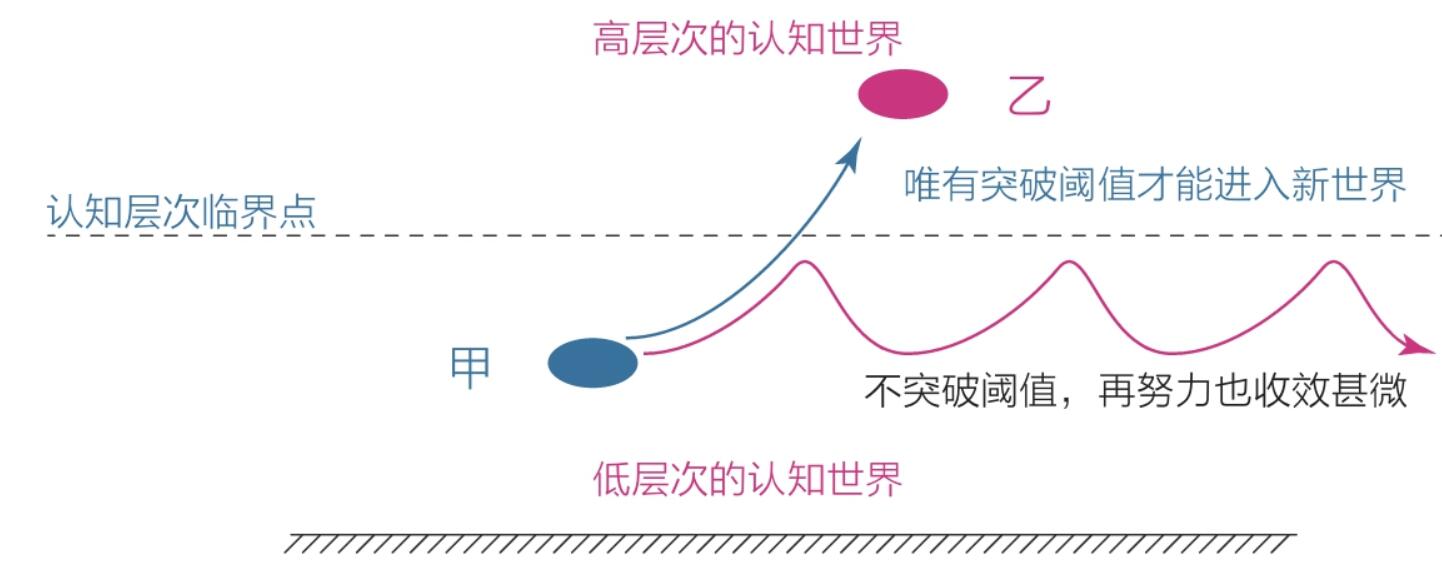 高层次的认知世界
乙
唯有突破阈值才能进入新世界
认知层次临界点
甲
不突破阈值，再努力也收效甚微
低层次的认知世界